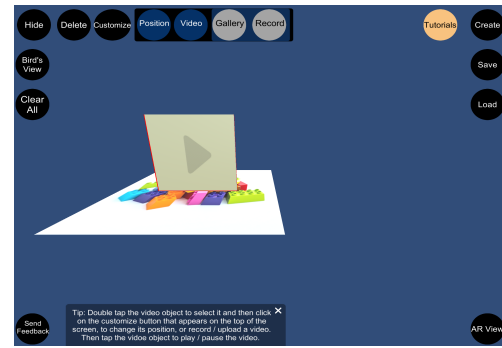 Hide
Delete
Customize
Position
Video
Gallery
Record
Tutorials
Create
Bird's
View
Save
Clear
All
Load
Tip: Double tap the video object to select it and then click
on the customize button that appears on the top of the
screen, to change its position, or record / upload a video.
Then tap the vidoe object to play / pause the video.
Send
Feedback
AR View